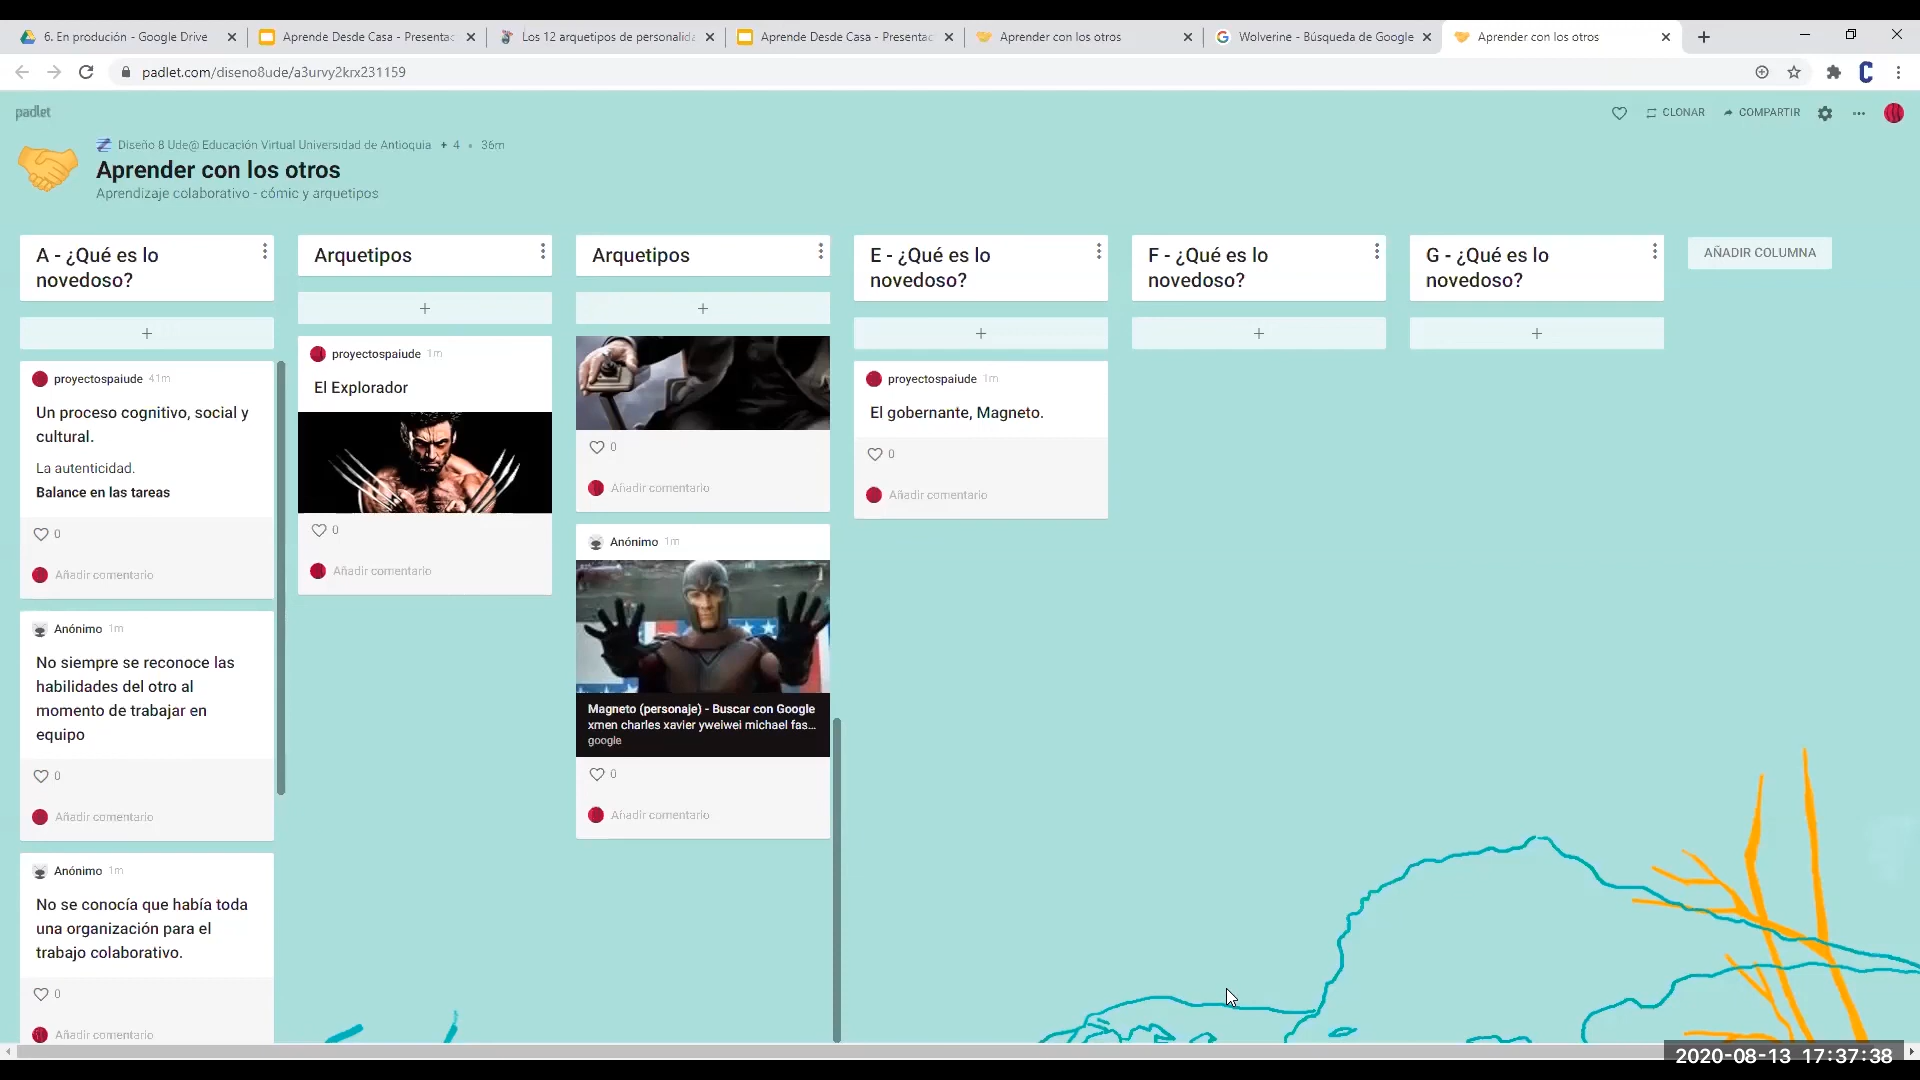 6. En produción - Google Drive
Aprende Desde Casa - Presentac
Los 12 arquetipos de personalida
Aprende Desde Casa - Presentac
Aprender con los otros
Wolverine - Búsqueda de Google
Aprender con los otros
padlet.com/diseno8ude/a3urvy2krx231159
padlet
CLONAR
COMPARTIR
Diseño 8 Ude@ Educación Virtual Universidad de Antioquia + 4 • 36m
Aprender con los otros
Aprendizaje colaborativo - cómic y arquetipos
A - ¿Qué es lo
novedoso?
+
proyectospaiude 41m
Un proceso cognitivo, social y
cultural.
La autenticidad.
Balance en las tareas
0
Añadir comentario
Anónimo 1m
No siempre se reconoce las
habilidades del otro al
momento de trabajar en
equipo
0
Añadir comentario
Anónimo 1m
No se conocía que había toda
una organización para el
trabajo colaborativo.
0
Añadir comentario
Arquetipos
+
proyectospaiude 1m
El Explorador
0
Añadir comentario
Arquetipos
+
0
Añadir comentario
Anónimo 1m
Magneto (personaje) - Buscar con Google
xmen charles xavier yweiwei michael fas...
google
0
Añadir comentario
E - ¿Qué es lo
novedoso?
+
proyectospaiude 1m
El gobernante, Magneto.
0
Añadir comentario
F - ¿Qué es lo
novedoso?
+
G - ¿Qué es lo
novedoso?
+
AÑADIR COLUMNA
2020-08-13 17:37:38